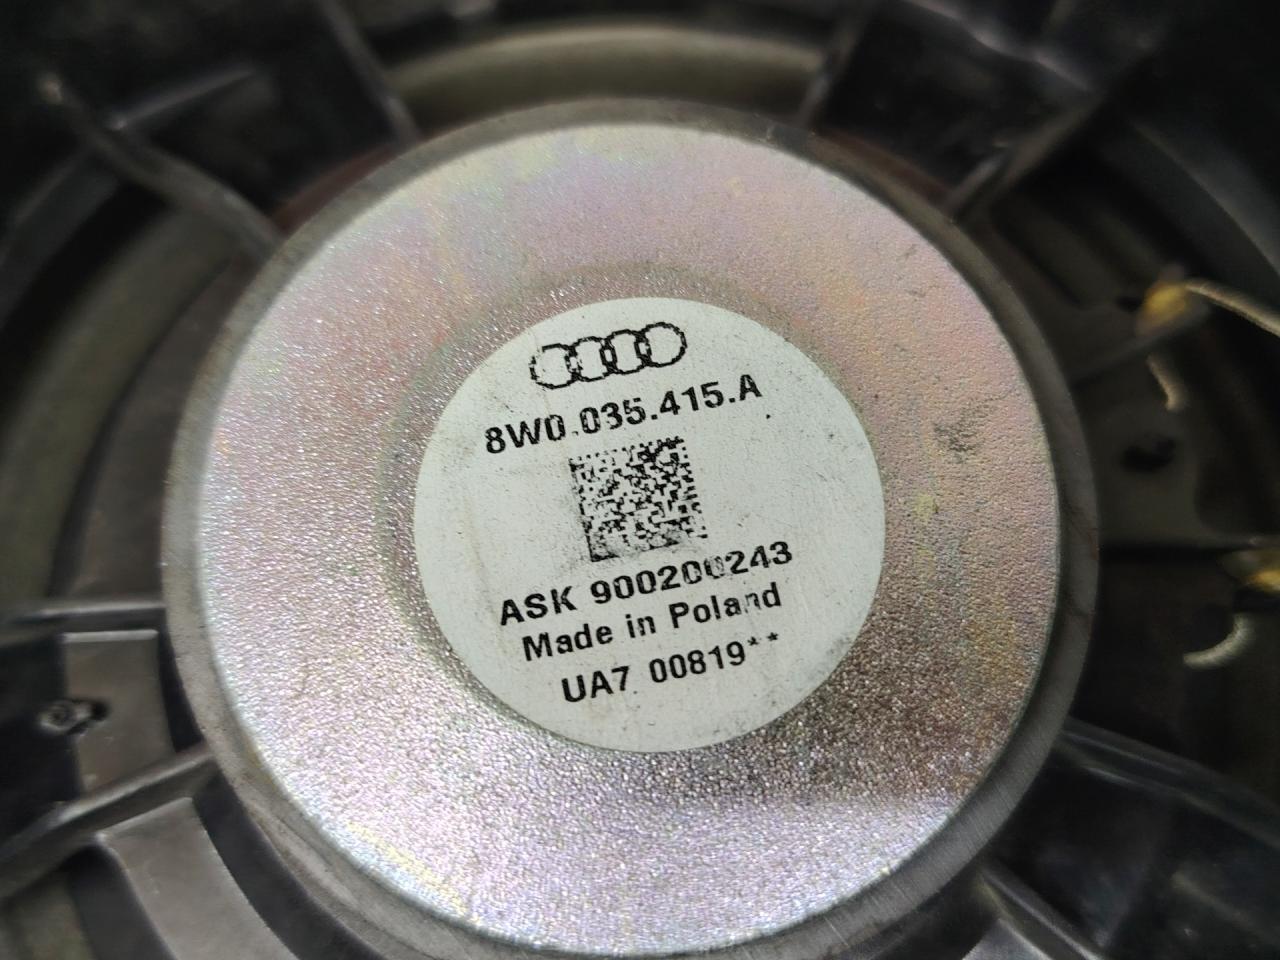 8W0.035.415.A
ASK 900200243
Made in Poland
UA7 00819**